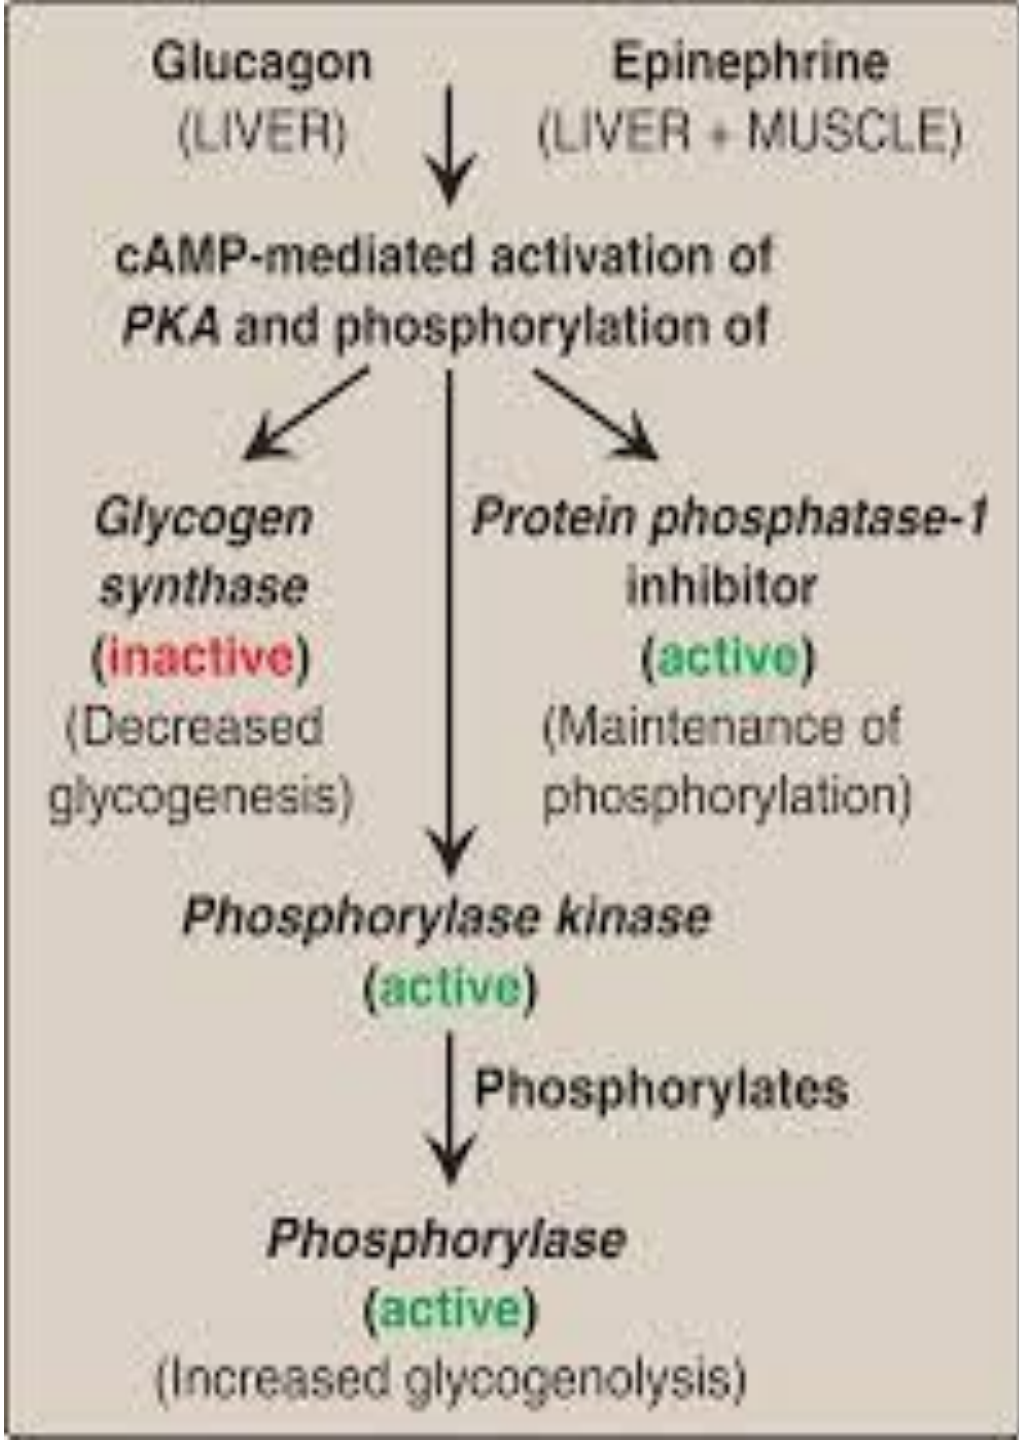 Glucagon
(LIVER)
Epinephrine
(LIVER + MUSCLE)
cAMP-mediated activation of
PKA and phosphorylation of
Glycogen
synthase
(inactive)
(Decreased
glycogenesis)
Protein phosphatase-1
inhibitor
(active)
(Maintenance of
phosphorylation)
Phosphorylase kinase
(active)
Phosphorylates
Phosphorylase
(active)
(Increased glycogenolysis)